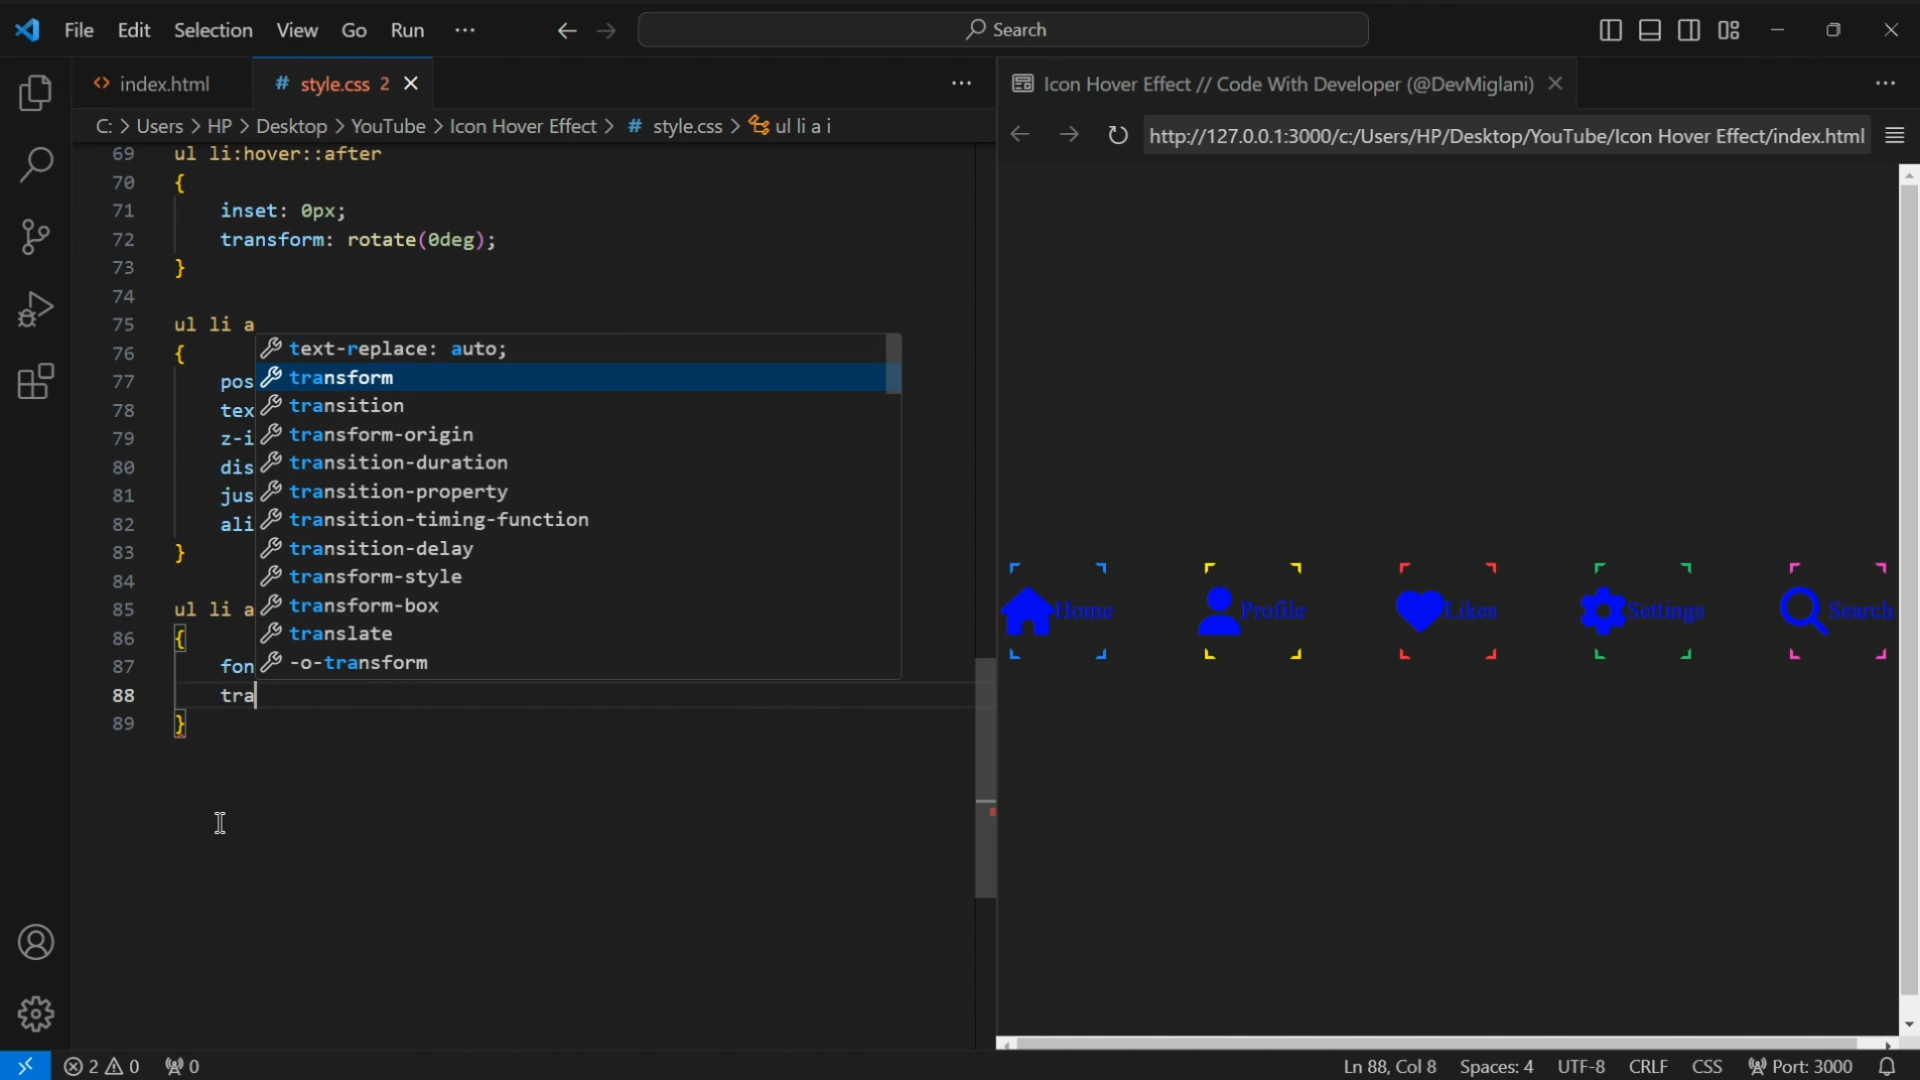 File Edit Selection View Go Run ··· Search
index.html # style.css 2
Icon Hover Effect // Code With Developer (@DevMiglani)
C: > Users > HP > Desktop > YouTube > Icon Hover Effect > # style.css > ul li a i
http://127.0.0.1:3000/c:/Users/HP/Desktop/YouTube/Icon Hover Effect/index.html
69 ul li:hover::after
70 {
71 inset: 0px;
72 transform: rotate(0deg);
73 }
74
75 ul li a
76 {
77 pos
78 tex
79 z-i
80 dis
81 jus
82 ali
83 }
84
85 ul li a
86 {
87 fon
88 tra
89 }
text-replace: auto;
transform
transition
transform-origin
transition-duration
transition-property
transition-timing-function
transition-delay
transform-style
transform-box
translate
-o-transform
Home Profile Likes Settings Search
2 0 0 Ln 88, Col 8 Spaces: 4 UTF-8 CRLF CSS Port: 3000